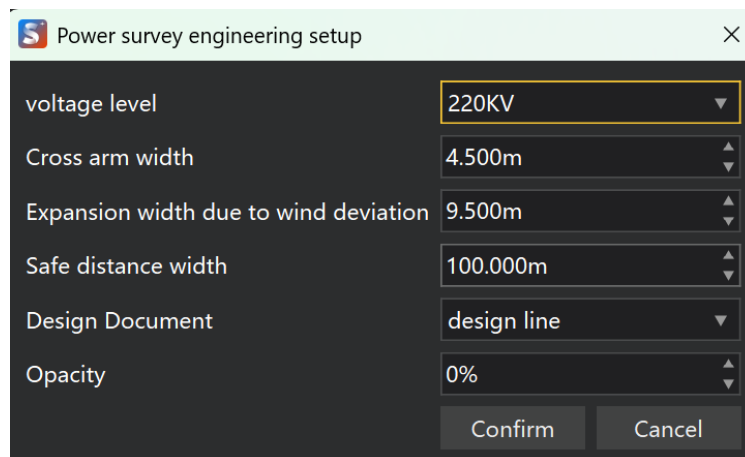 Power survey engineering setup
voltage level 220KV
Cross arm width 4.500m
Expansion width due to wind deviation 9.500m
Safe distance width 100.000m
Design Document design line
Opacity 0%
Confirm Cancel